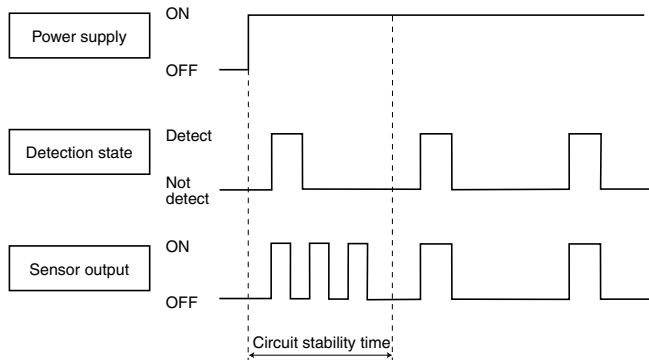 ON
Power supply
OFF
Detect
Detection state
Not
detect
ON
Sensor output
OFF
Circuit stability time